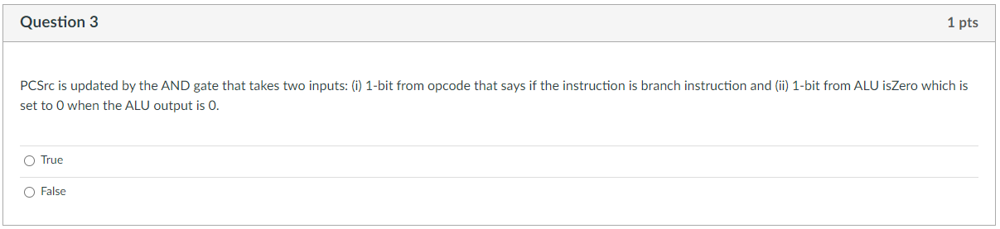 Question 3
1 pts
PCSrc is updated by the AND gate that takes two inputs: (i) 1-bit from opcode that says if the instruction is branch instruction and (ii) 1-bit from ALU isZero which is
set to 0 when the ALU output is 0.
True
False